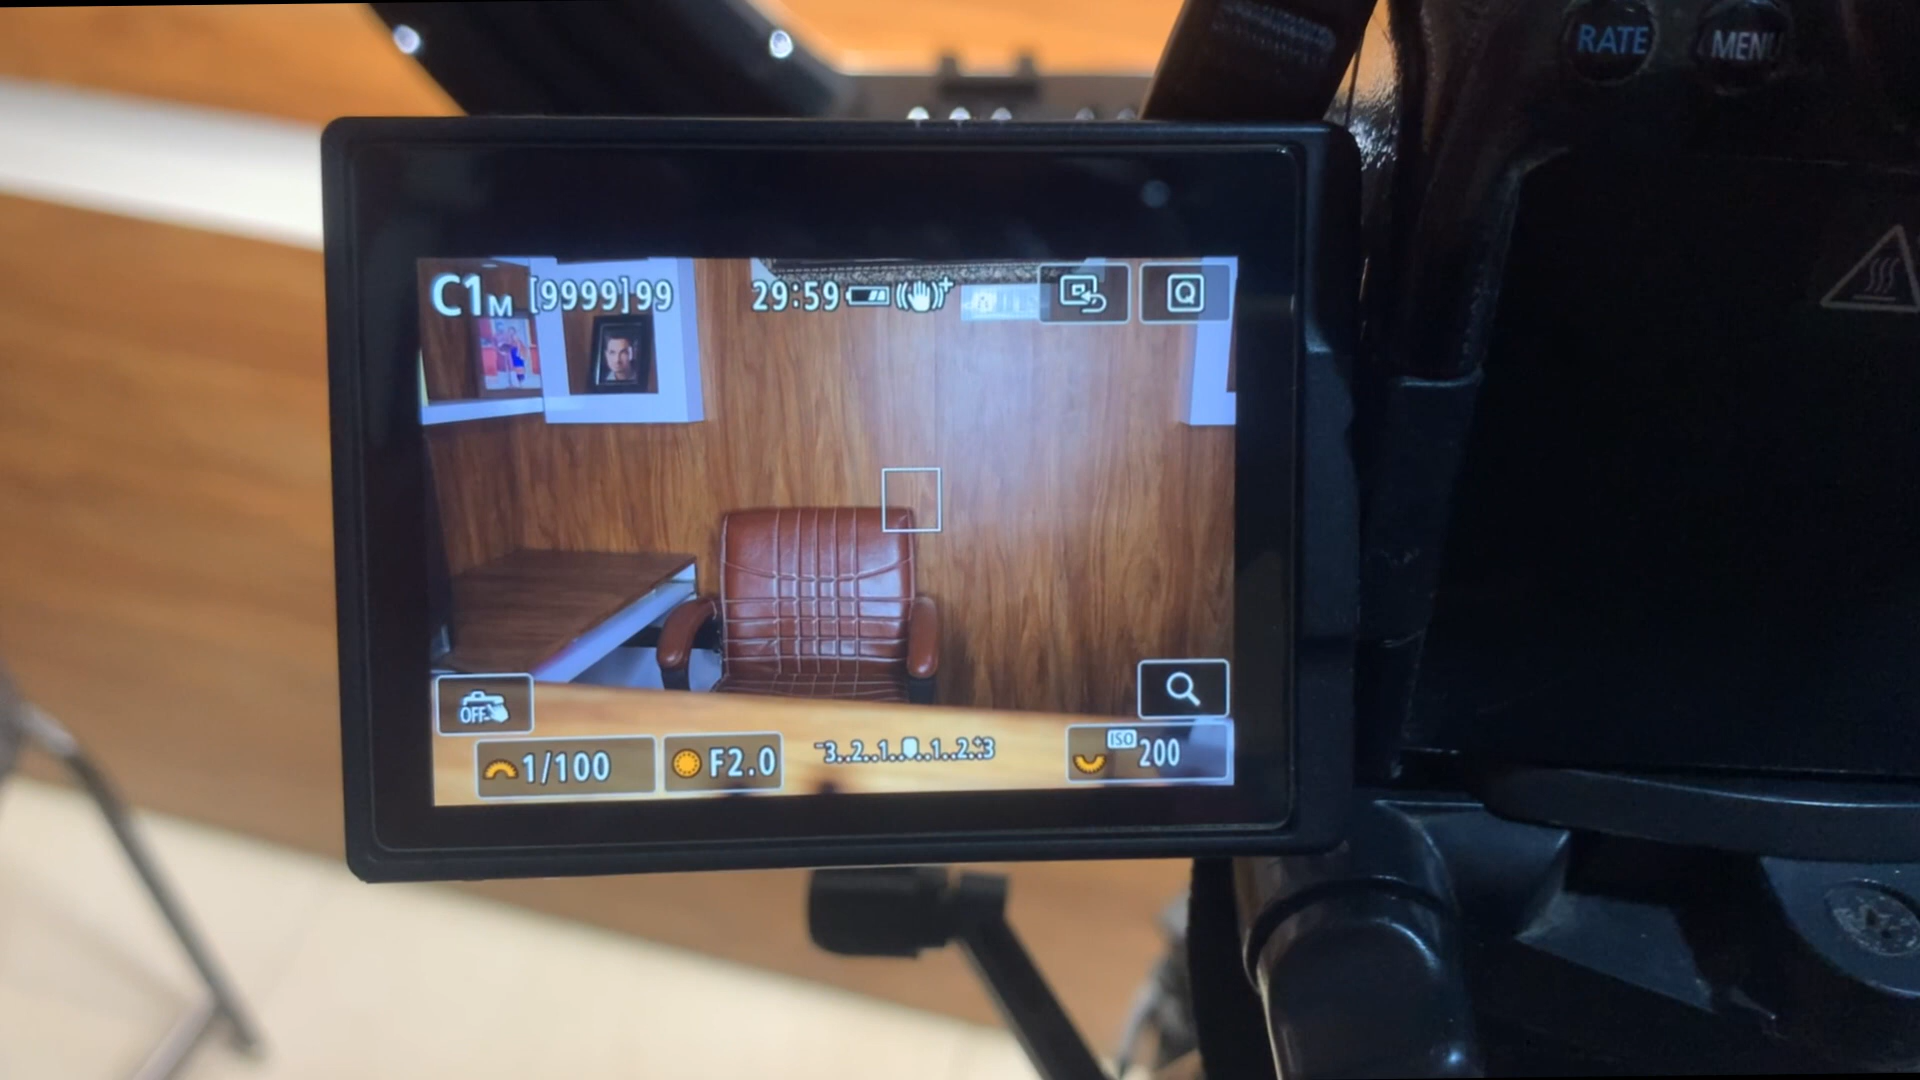 RATE MENU
C1M [9999]99 29:59 Q
OFF
1/100 F2.0 -3..2..1..0..1..2..+3 ISO 200